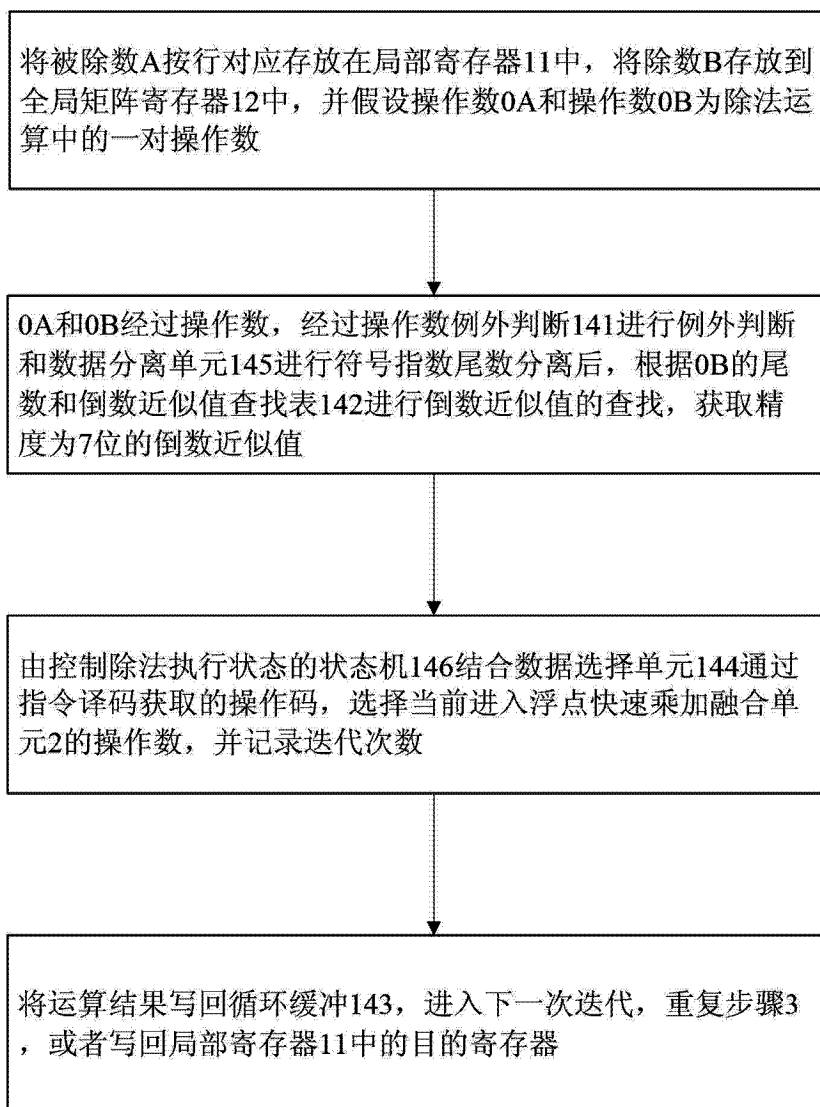 将被除数A按行对应存放在局部寄存器11中，将除数B存放到
全局矩阵寄存器12中，并假设操作数0A和操作数0B为除法运
算中的一对操作数
0A和0B经过操作数，经过操作数例外判断141进行例外判断
和数据分离单元145进行符号指数尾数分离后，根据0B的尾
数和倒数近似值查找表142进行倒数近似值的查找，获取精
度为7位的倒数近似值
由控制除法执行状态的状态机146结合数据选择单元144通过
指令译码获取的操作码，选择当前进入浮点快速乘加融合单
元2的操作数，并记录迭代次数
将运算结果写回循环缓冲143，进入下一次迭代，重复步骤3
，或者写回局部寄存器11中的目的寄存器